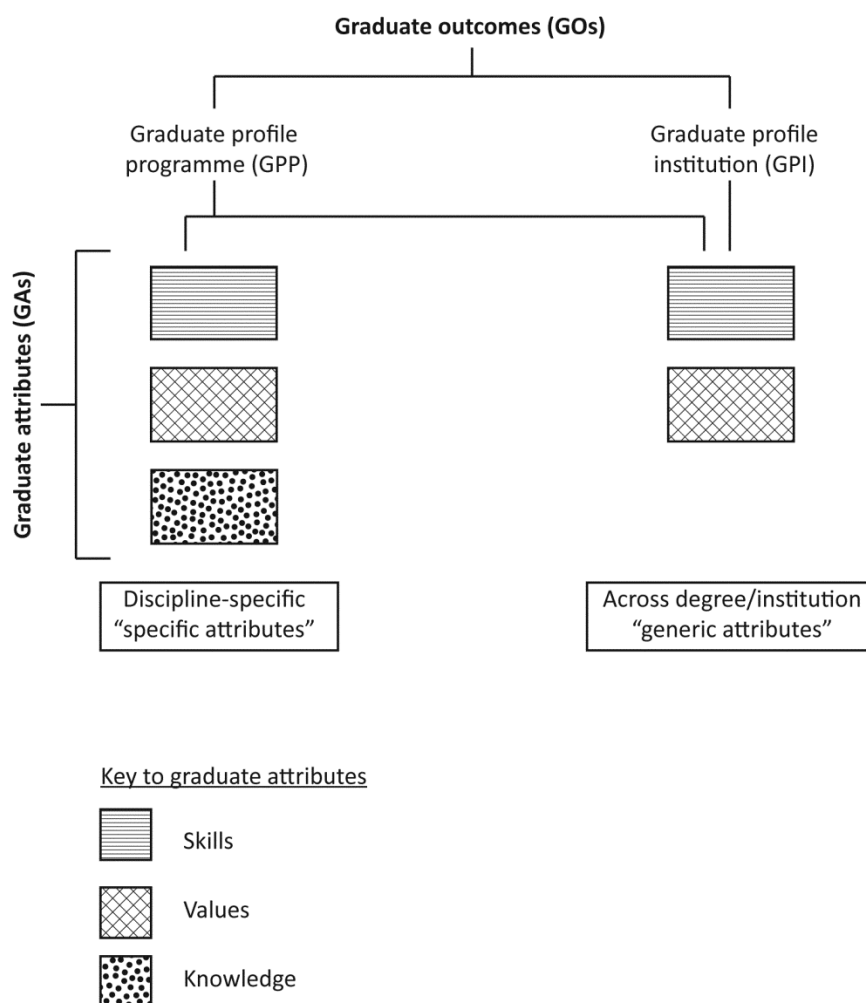 Graduate outcomes (GOs)
Graduate profile
programme (GPP)
Graduate profile
institution (GPI)
Graduate attributes (GAs)
Discipline-specific
“specific attributes”
Across degree/institution
“generic attributes”
Key to graduate attributes
Skills
Values
Knowledge